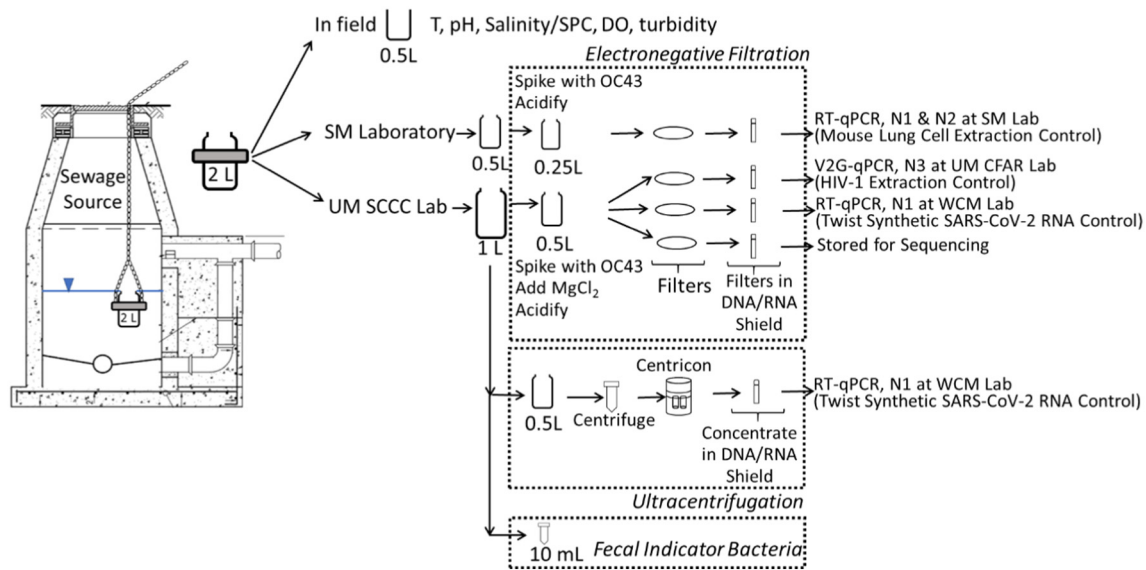 In field
0.5L
T, pH, Salinity/SPC, DO, turbidity
Electronegative Filtration
Sewage
Source
2 L
2 L
SM Laboratory
0.5L
Spike with OC43
Acidify
0.25L
RT-qPCR, N1 & N2 at SM Lab
(Mouse Lung Cell Extraction Control)
UM SCCC Lab
1 L
0.5L
V2G-qPCR, N3 at UM CFAR Lab
(HIV-1 Extraction Control)
RT-qPCR, N1 at WCM Lab
(Twist Synthetic SARS-CoV-2 RNA Control)
Stored for Sequencing
Spike with OC43
Add MgCl₂
Acidify
Filters
Filters in
DNA/RNA
Shield
0.5L
Centrifuge
Centricon
Concentrate
in DNA/RNA
Shield
RT-qPCR, N1 at WCM Lab
(Twist Synthetic SARS-CoV-2 RNA Control)
Ultracentrifugation
10 mL
Fecal Indicator Bacteria